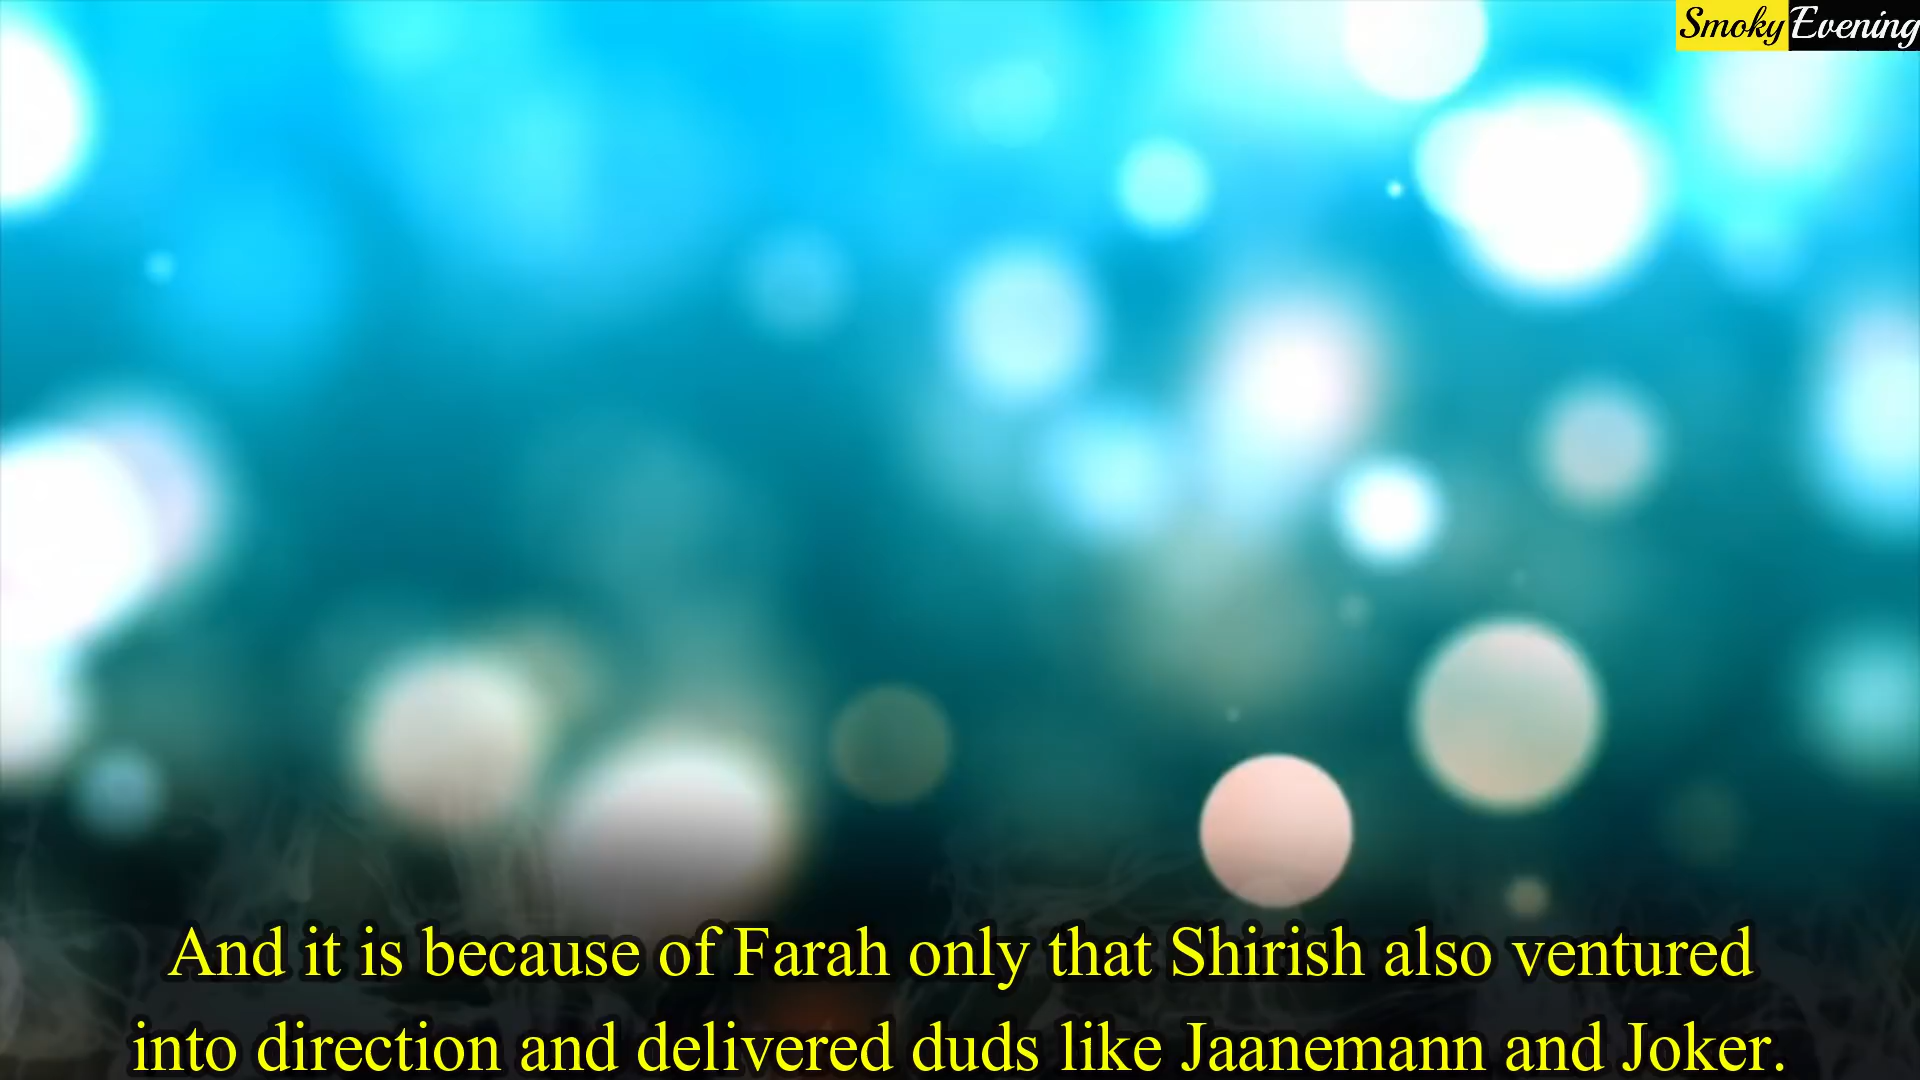 Smoky Evening
And it is because of Farah only that Shirish also ventured
into direction and delivered duds like Jaanemann and Joker.